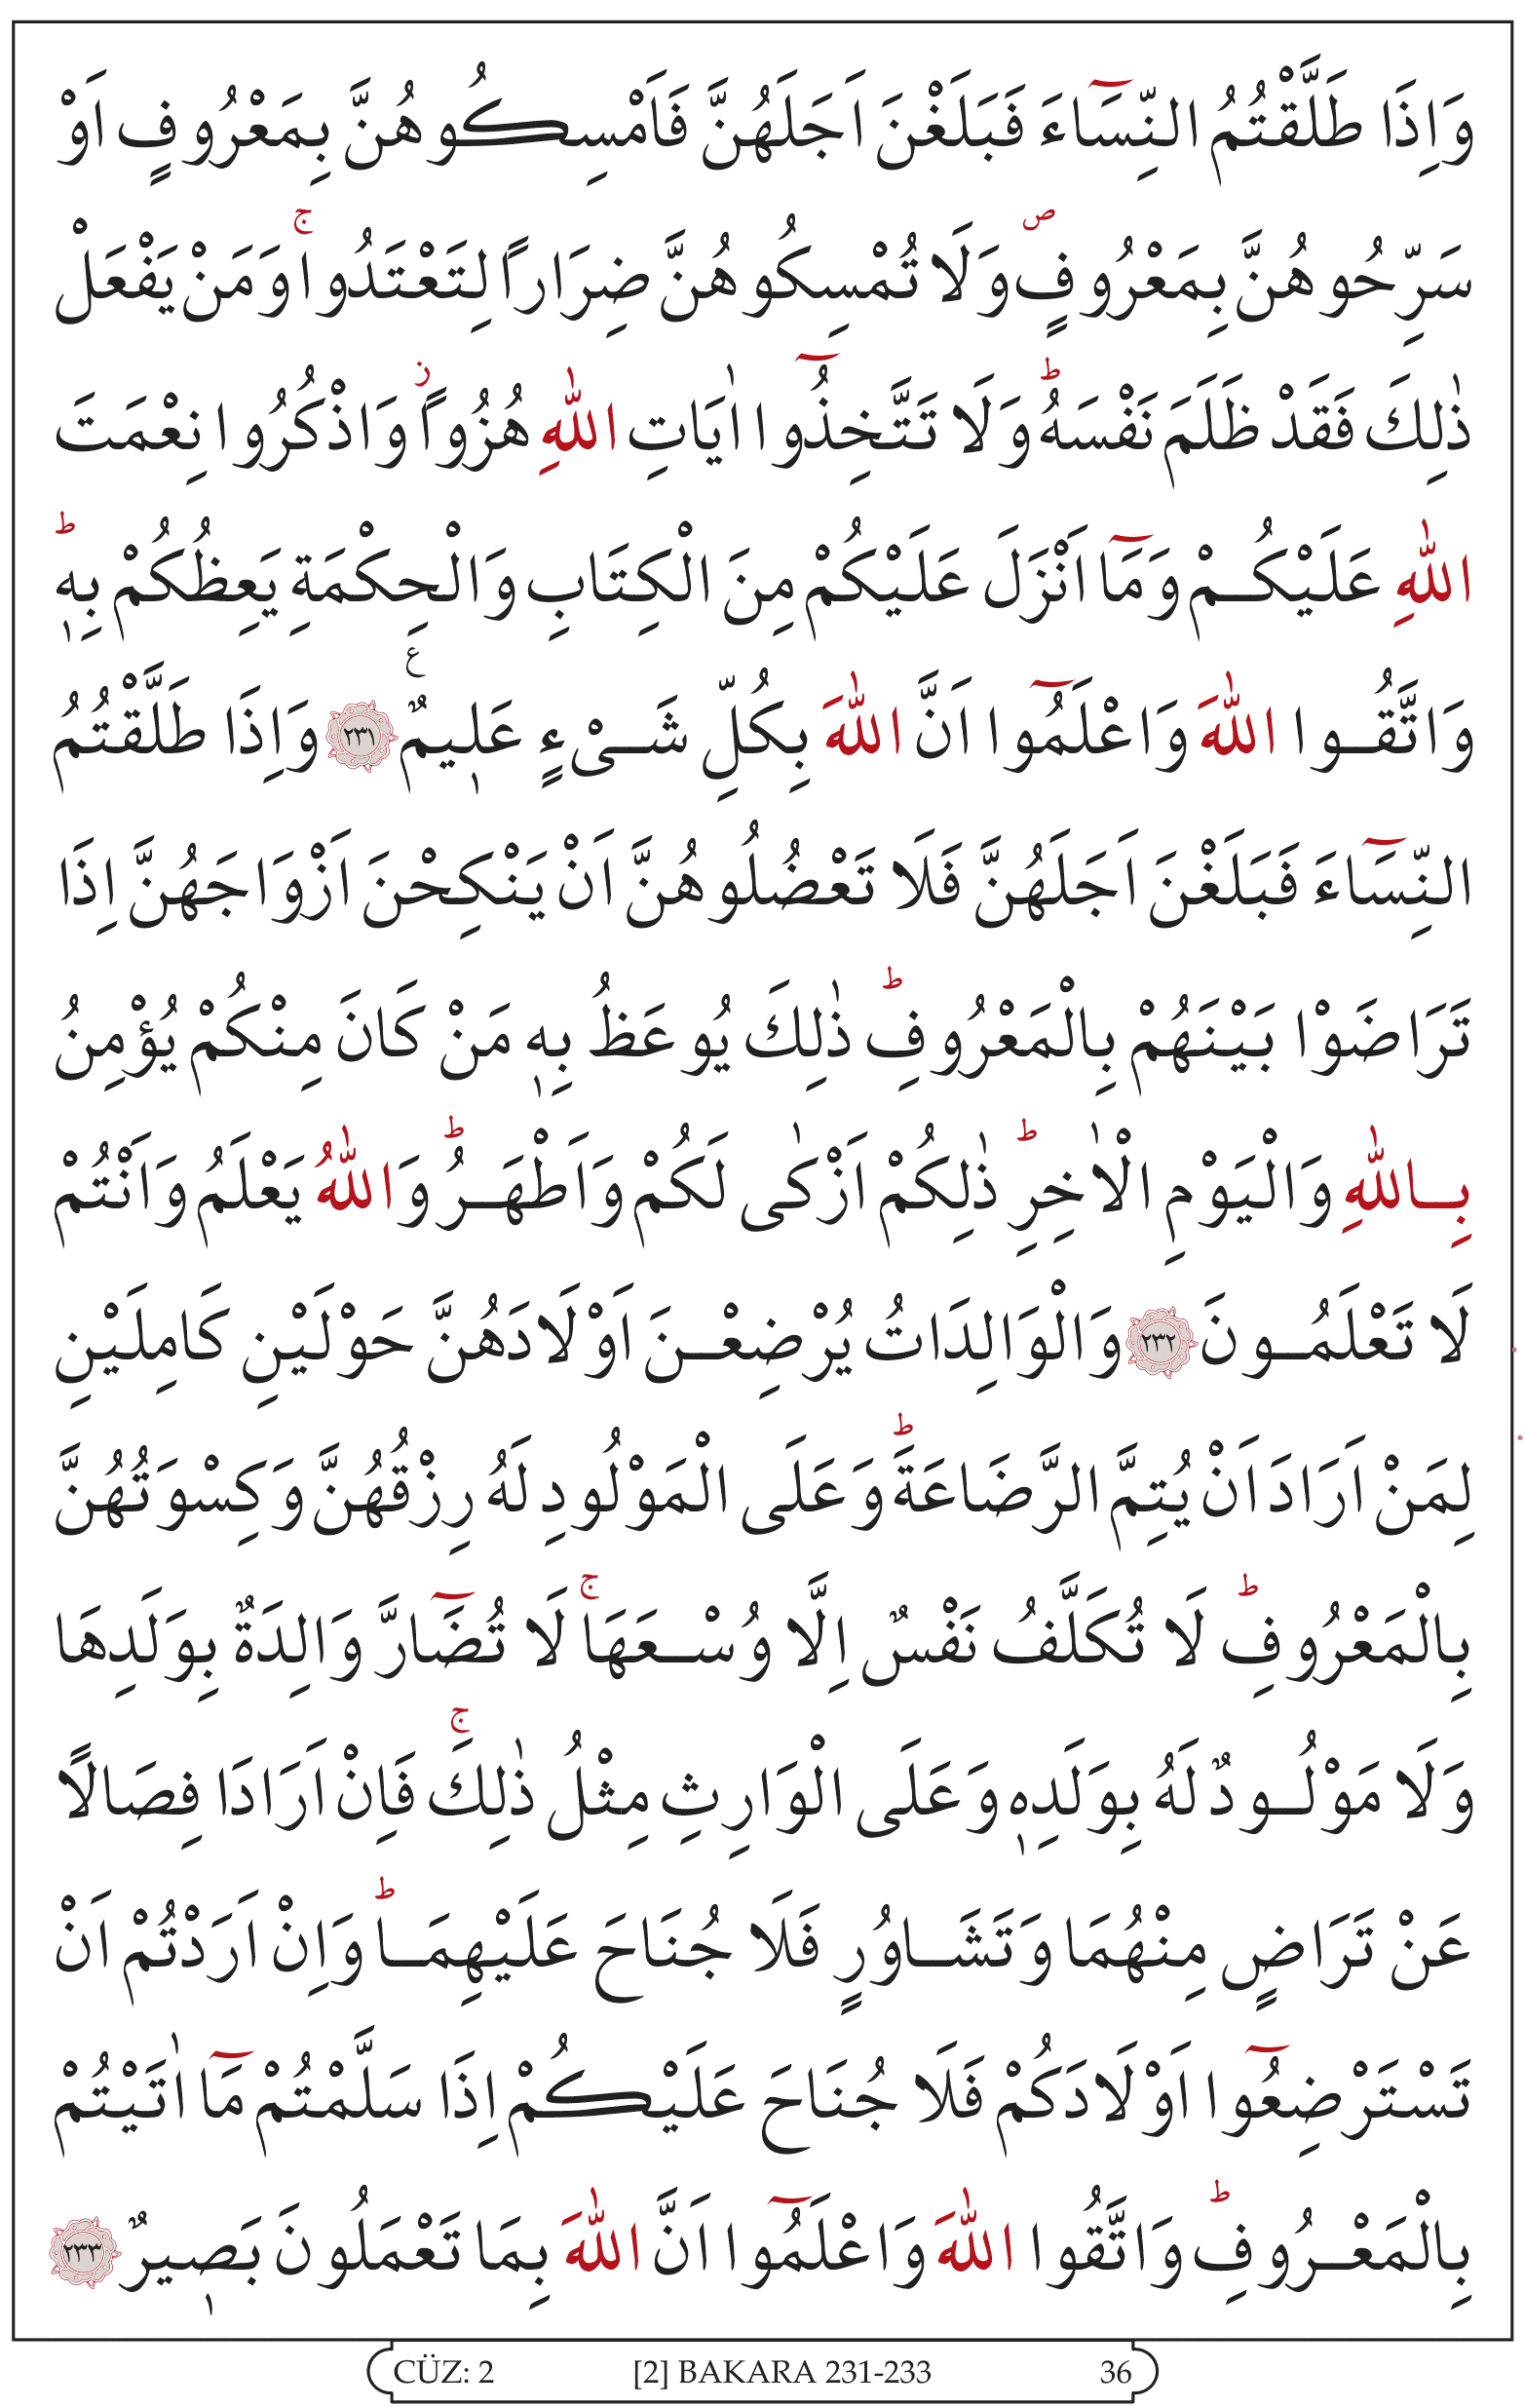 وَاِذَا طَلَّقْتُمُ النِّسَٓاءَ فَبَلَغْنَ اَجَلَهُنَّ فَاَمْسِكُوهُنَّ بِمَعْرُوفٍ اَوْ
سَرِّحُوهُنَّ بِمَعْرُوفٍۖ وَلَا تُمْسِكُوهُنَّ ضِرَاراً لِتَعْتَدُواۚ وَمَنْ يَفْعَلْ
ذٰلِكَ فَقَدْ ظَلَمَ نَفْسَهُۜ وَلَا تَتَّخِذُٓوا اٰيَاتِ اللّٰهِ هُزُواًؗ وَاذْكُرُوا نِعْمَتَ
اللّٰهِ عَلَيْكُمْ وَمَٓا اَنْزَلَ عَلَيْكُمْ مِنَ الْكِتَابِ وَالْحِكْمَةِ يَعِظُكُمْ بِهٖۜ
وَاتَّقُوا اللّٰهَ وَاعْلَمُٓوا اَنَّ اللّٰهَ بِكُلِّ شَيْءٍ عَلٖيمٌࣖ ﴿٢٣١﴾ وَاِذَا طَلَّقْتُمُ
النِّسَٓاءَ فَبَلَغْنَ اَجَلَهُنَّ فَلَا تَعْضُلُوهُنَّ اَنْ يَنْكِحْنَ اَزْوَاجَهُنَّ اِذَا
تَرَاضَوْا بَيْنَهُمْ بِالْمَعْرُوفِۜ ذٰلِكَ يُوعَظُ بِهٖ مَنْ كَانَ مِنْكُمْ يُؤْمِنُ
بِاللّٰهِ وَالْيَوْمِ الْاٰخِرِۜ ذٰلِكُمْ اَزْكٰى لَكُمْ وَاَطْهَرُۜ وَاللّٰهُ يَعْلَمُ وَاَنْتُمْ
لَا تَعْلَمُونَ ﴿٢٣٢﴾ وَالْوَالِدَاتُ يُرْضِعْنَ اَوْلَادَهُنَّ حَوْلَيْنِ كَامِلَيْنِ
لِمَنْ اَرَادَ اَنْ يُتِمَّ الرَّضَاعَةَۜ وَعَلَى الْمَوْلُودِ لَهُ رِزْقُهُنَّ وَكِسْوَتُهُنَّ
بِالْمَعْرُوفِۜ لَا تُكَلَّفُ نَفْسٌ اِلَّا وُسْعَهَاۚ لَا تُضَٓارَّ وَالِدَةٌ بِوَلَدِهَا
وَلَا مَوْلُودٌ لَهُ بِوَلَدِهٖ وَعَلَى الْوَارِثِ مِثْلُ ذٰلِكَۚ فَاِنْ اَرَادَا فِصَالاً
عَنْ تَرَاضٍ مِنْهُمَا وَتَشَاوُرٍ فَلَا جُنَاحَ عَلَيْهِمَاۜ وَاِنْ اَرَدْتُمْ اَنْ
تَسْتَرْضِعُٓوا اَوْلَادَكُمْ فَلَا جُنَاحَ عَلَيْكُمْ اِذَا سَلَّمْتُمْ مَٓا اٰتَيْتُمْ
بِالْمَعْرُوفِۜ وَاتَّقُوا اللّٰهَ وَاعْلَمُٓوا اَنَّ اللّٰهَ بِمَا تَعْمَلُونَ بَصٖيرٌ ﴿٢٣٣﴾
CÜZ: 2 [2] BAKARA 231-233 36